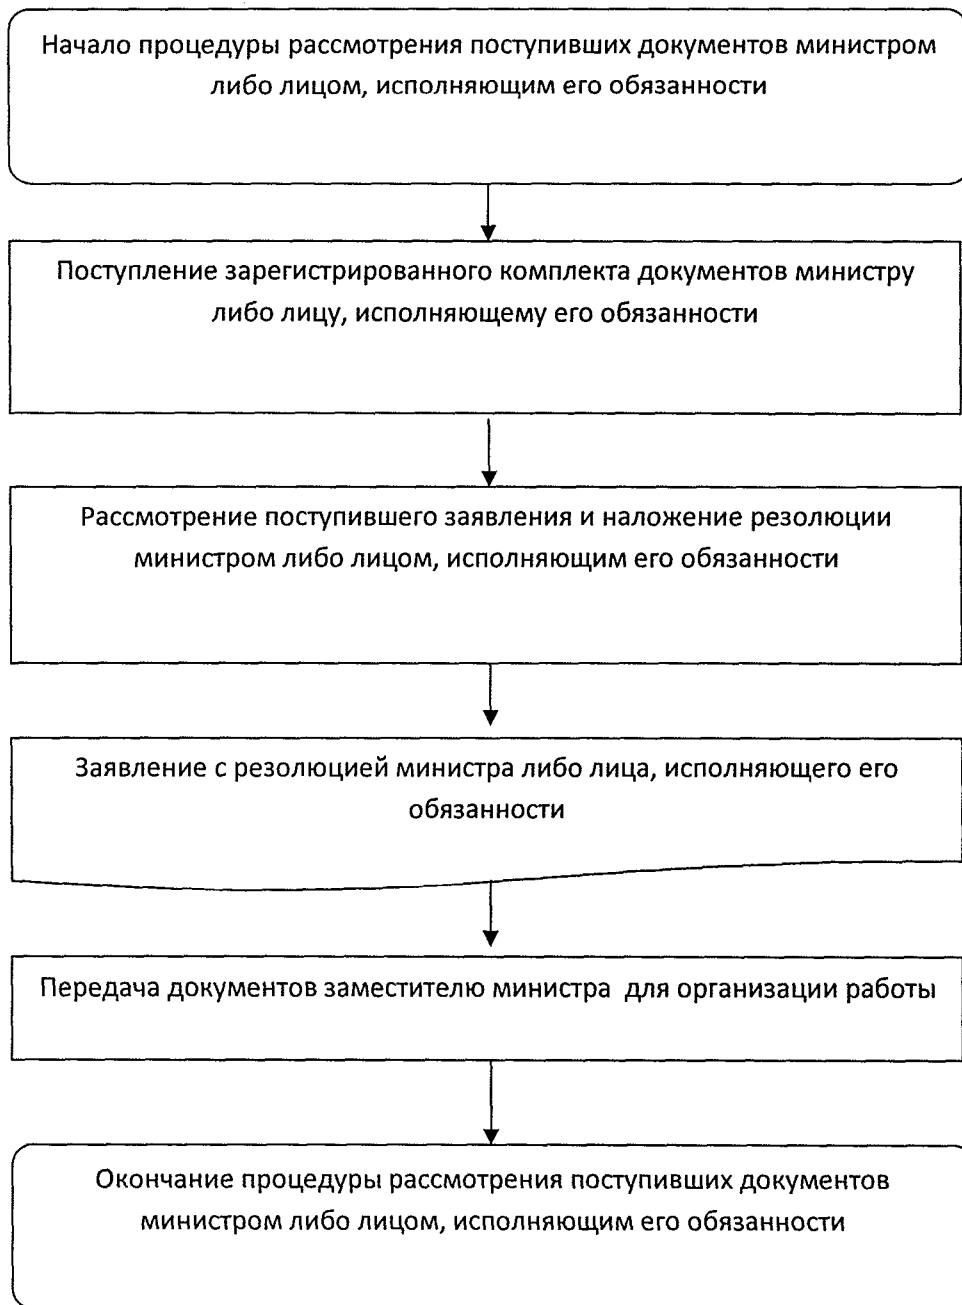 Начало процедуры рассмотрения поступивших документов министром
либо лицом, исполняющим его обязанности
Поступление зарегистрированного комплекта документов министру
либо лицу, исполняющему его обязанности
Рассмотрение поступившего заявления и наложение резолюции
министром либо лицом, исполняющим его обязанности
Заявление с резолюцией министра либо лица, исполняющего его
обязанности
Передача документов заместителю министра для организации работы
Окончание процедуры рассмотрения поступивших документов
министром либо лицом, исполняющим его обязанности